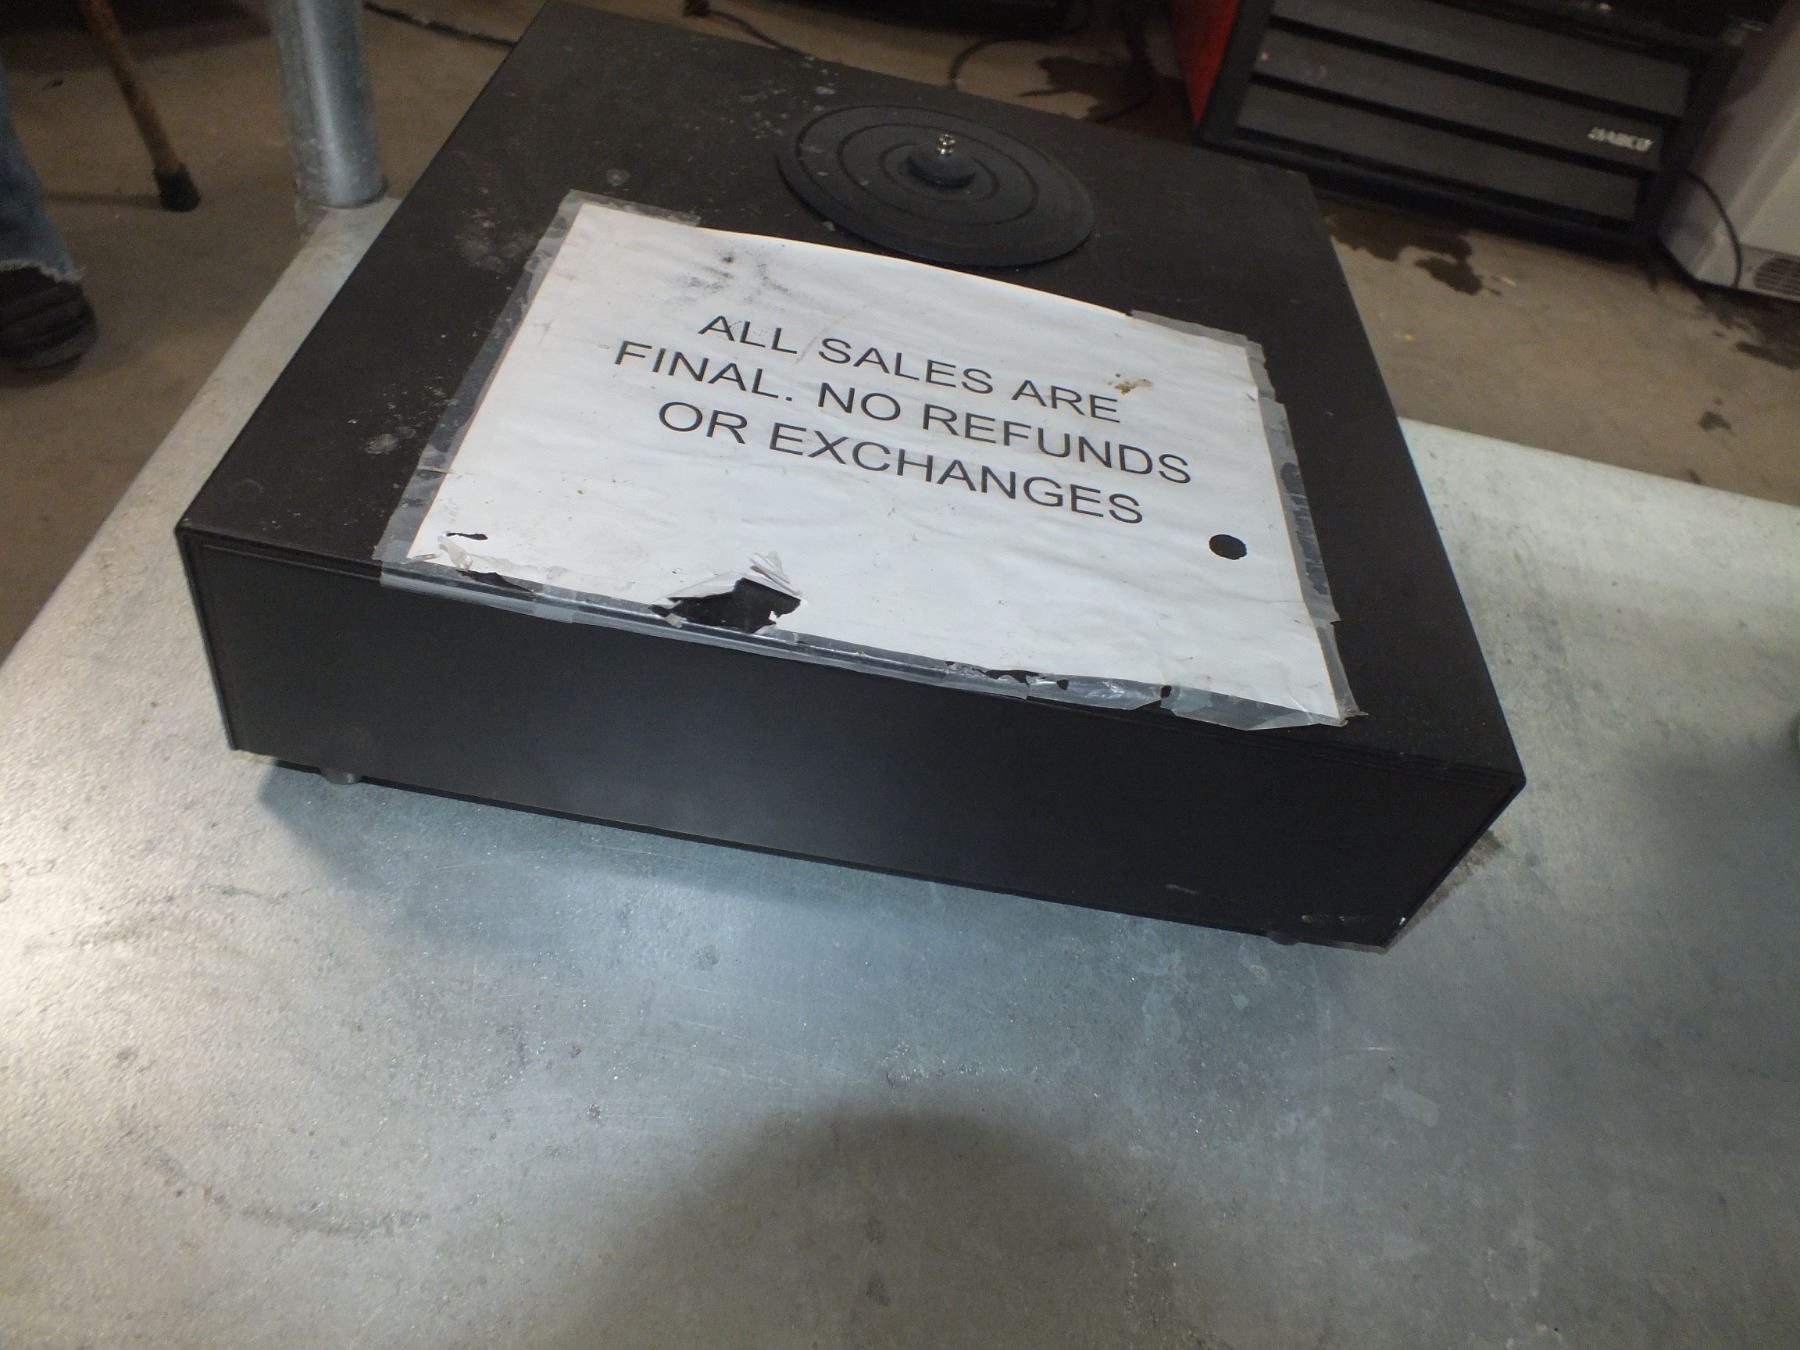 ALL SALES ARE
FINAL. NO REFUNDS
OR EXCHANGES